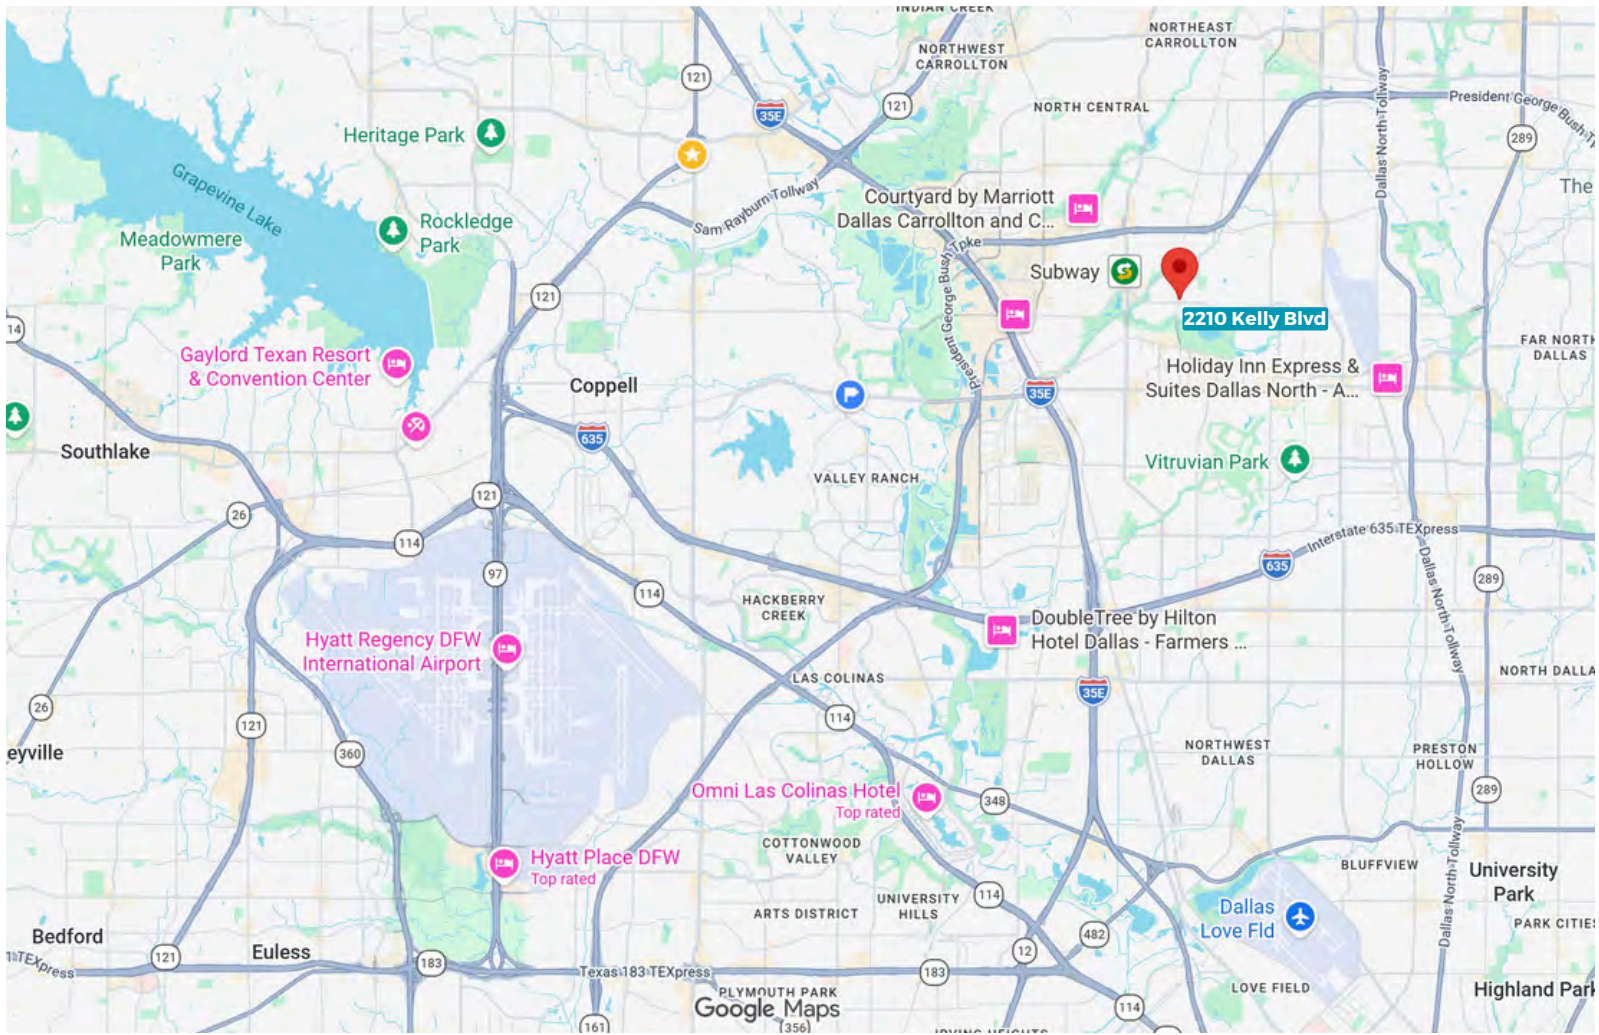 INDIAN CREEK
NORTHEAST
CARROLLTON
NORTHWEST
CARROLLTON
121
35E
121
NORTH CENTRAL
President George Bush
289
Dallas North Tollway
Heritage Park
Grapevine Lake
Sam Rayburn Tollway
Courtyard by Marriott
Dallas Carrollton and C...
The
Meadowmere
Park
Rockledge
Park
President George Bush Tpke
Subway
121
2210 Kelly Blvd
14
FAR NORTH
DALLAS
Gaylord Texan Resort
& Convention Center
Coppell
35E
Holiday Inn Express &
Suites Dallas North - A...
635
Southlake
VALLEY RANCH
Vitruvian Park
121
26
114
Interstate 635 TEXpress
635
97
114
289
HACKBERRY
CREEK
Dallas North Tollway
DoubleTree by Hilton
Hotel Dallas - Farmers ...
Hyatt Regency DFW
International Airport
LAS COLINAS
NORTH DALLA
35E
26
121
114
360
eyville
NORTHWEST
DALLAS
PRESTON
HOLLOW
Omni Las Colinas Hotel
Top rated
348
289
COTTONWOOD
VALLEY
Hyatt Place DFW
Top rated
BLUFFVIEW
University
Park
Dallas North Tollway
114
UNIVERSITY
HILLS
ARTS DISTRICT
Dallas
Love Fld
PARK CITIES
Bedford
Euless
482
12
121
183
TEXpress
Texas 183 TEXpress
183
LOVE FIELD
Highland Park
PLYMOUTH PARK
Google Maps
114
161
356
IRVING HEIGHTS